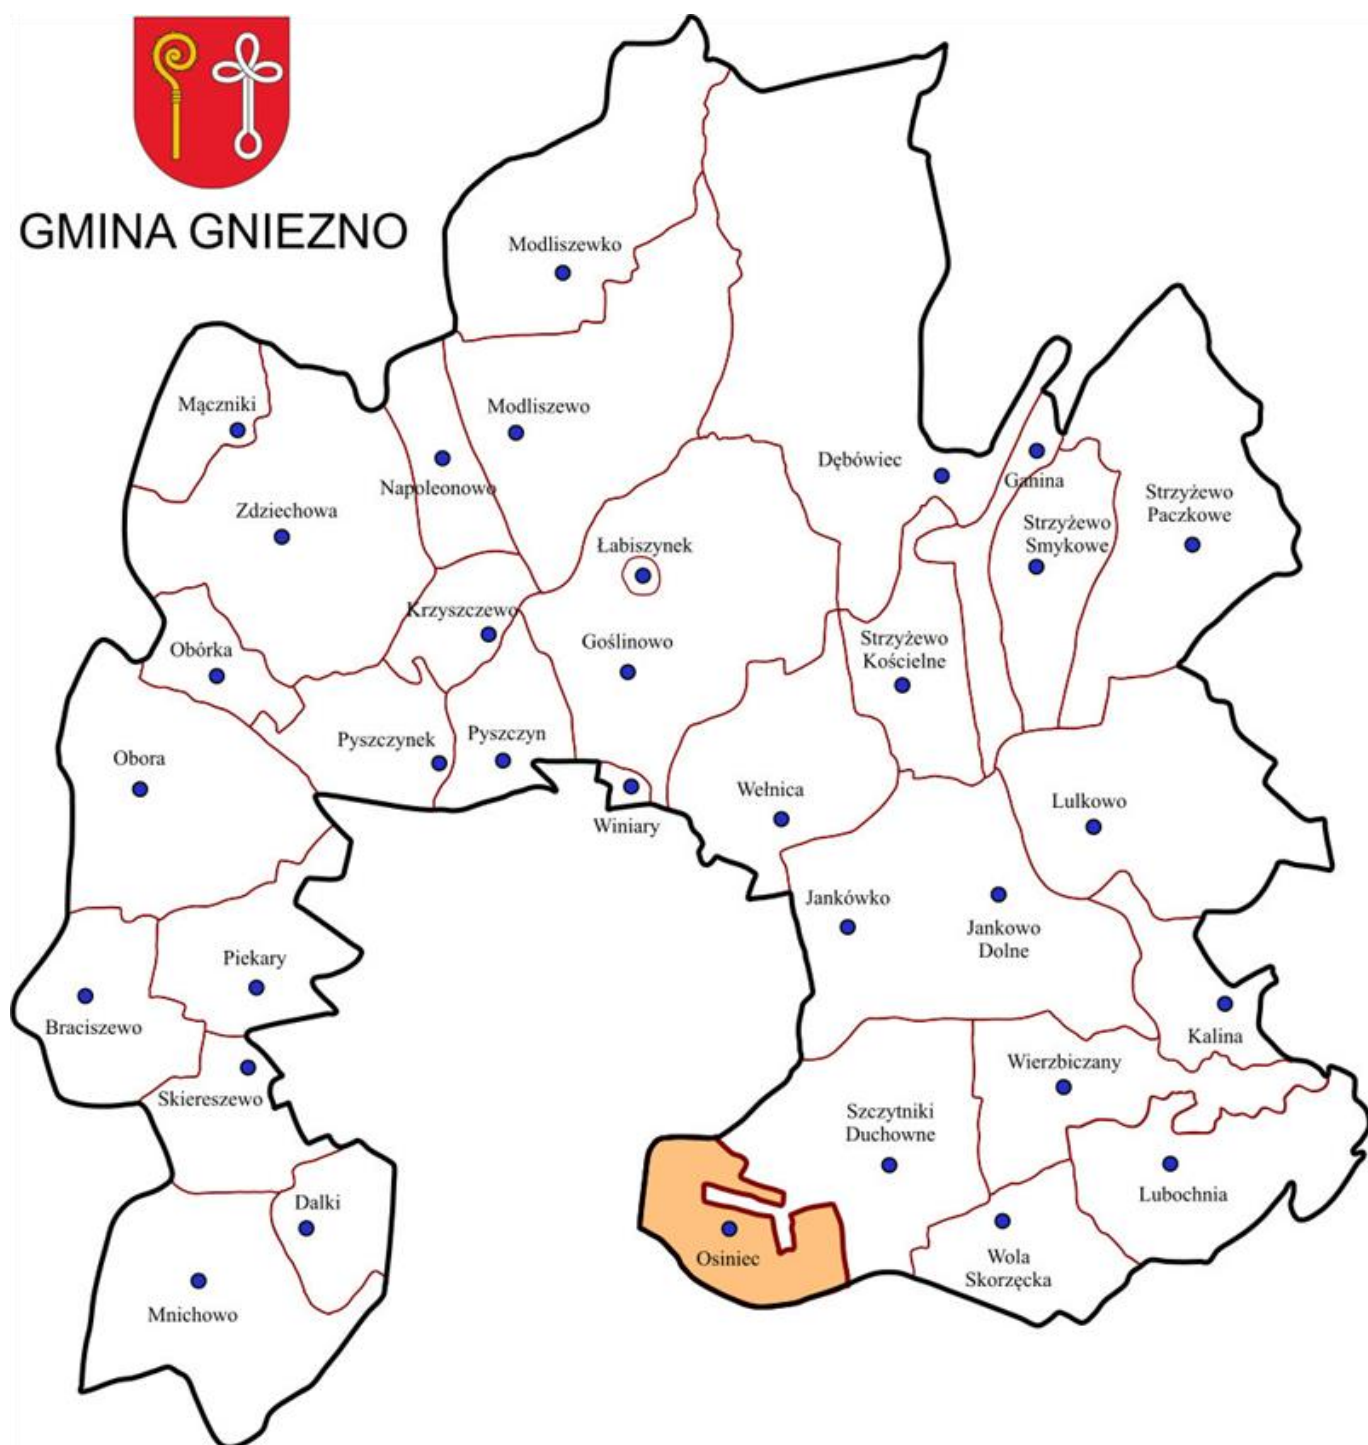 GMINA GNIEZNO
Modliszewko
Mączniki
Modliszewo
Napoleonowo
Zdziechowa
Dębówiec
Ganina
Strzyżewo
Paczkowe
Strzyżewo
Smykowe
Łabiszynek
Krzyszczewo
Goślinowo
Strzyżewo
Kościelne
Obórka
Pyszczynek
Pyszczyn
Obora
Wełnica
Winiary
Lulkowo
Jankówko
Jankowo
Dolne
Piekary
Braciszewo
Kalina
Wierzbiczany
Skiereszewo
Szczytniki
Duchowne
Lubochnia
Dalki
Osiniec
Wola
Skorzęcka
Mnichowo